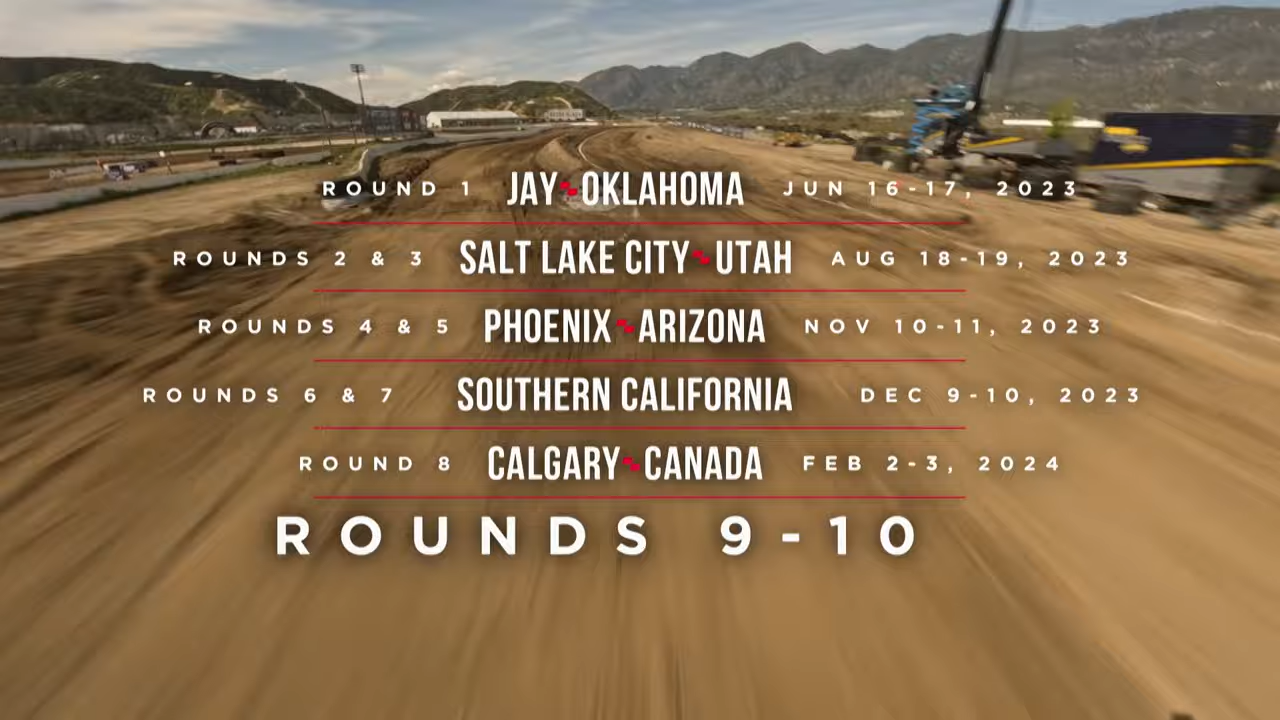 ROUND 1 JAY OKLAHOMA JUN 16-17, 2023
ROUNDS 2 & 3 SALT LAKE CITY UTAH AUG 18-19, 2023
ROUNDS 4 & 5 PHOENIX ARIZONA NOV 10-11, 2023
ROUNDS 6 & 7 SOUTHERN CALIFORNIA DEC 9-10, 2023
ROUND 8 CALGARY CANADA FEB 2-3, 2024
ROUNDS 9-10